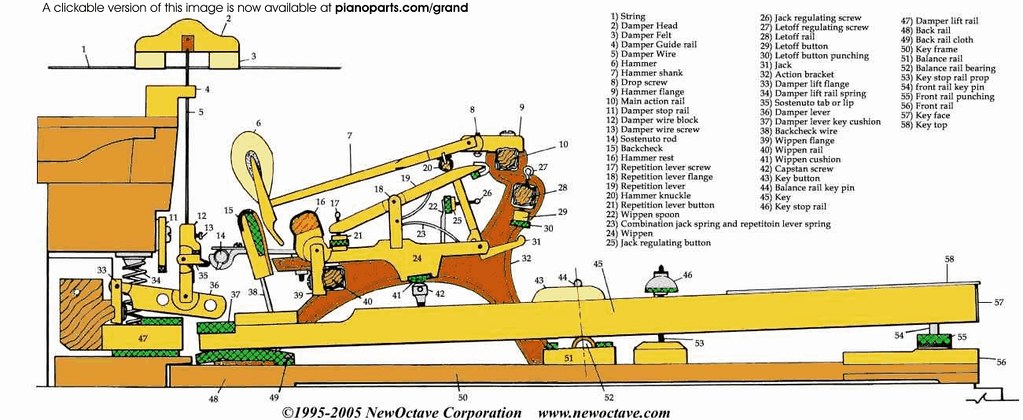 A clickable version of this image is now available at pianoparts.com/grand
1) String
2) Damper Head
3) Damper Felt
4) Damper Guide rail
5) Damper Wire
6) Hammer
7) Hammer shank
8) Drop screw
9) Hammer flange
10) Main action rail
11) Damper stop rail
12) Damper wire block
13) Damper wire screw
14) Sostenuto rod
15) Backcheck
16) Hammer rest
17) Repetition lever screw
18) Repetition lever flange
19) Repetition lever
20) Hammer knuckle
21) Repetition lever button
22) Wippen spoon
23) Combination jack spring and repetitoin lever spring
24) Wippen
25) Jack regulating button
26) Jack regulating screw
27) Letoff regulating screw
28) Letoff rail
29) Letoff button
30) Letoff button punching
31) Jack
32) Action bracket
33) Damper lift flange
34) Damper lift rail spring
35) Sostenuto tab or lip
36) Damper lever
37) Damper lever key cushion
38) Backcheck wire
39) Wippen flange
40) Wippen rail
41) Wippen cushion
42) Capstan screw
43) Key button
44) Balance rail key pin
45) Key
46) Key stop rail
47) Damper lift rail
48) Back rail
49) Back rail cloth
50) Key frame
51) Balance rail
52) Balance rail bearing
53) Key stop rail prop
54) front rail key pin
55) Front rail punching
56) Front rail
57) Key face
58) Key top
2
1
3
4
5
6
7
8
9
10
20
27
19
28
18
26
16
17
15
22
25
29
12
11
13
23
30
21
31
14
24
32
35
33
34
58
46
45
44
43
36
39
40
41
42
38
37
57
54
55
47
53
51
56
48
49
50
52
©1995-2005 NewOctave Corporation www.newoctave.com